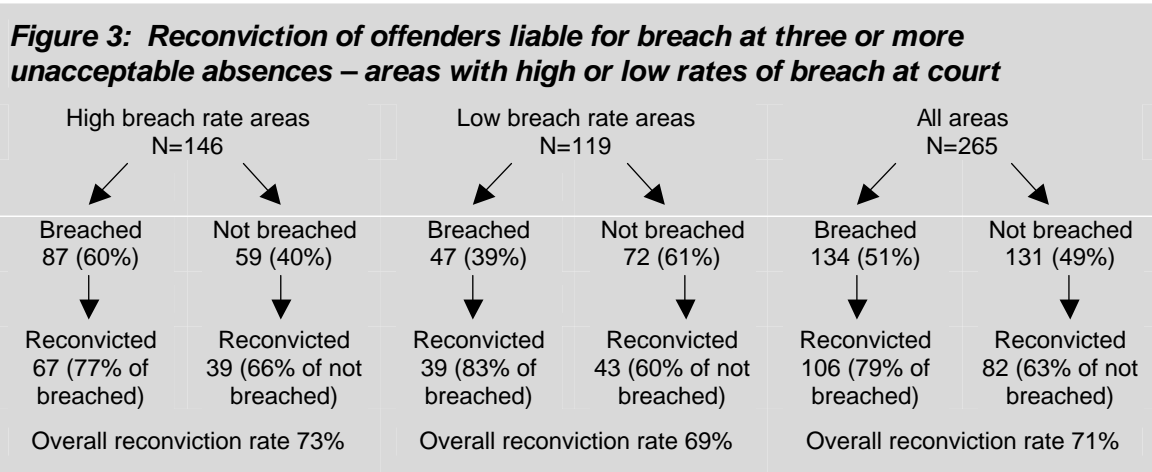 Figure 3: Reconviction of offenders liable for breach at three or more
unacceptable absences – areas with high or low rates of breach at court
High breach rate areas
N=146
Breached
87 (60%)
Not breached
59 (40%)
Reconvicted
67 (77% of
breached)
Reconvicted
39 (66% of not
breached)
Overall reconviction rate 73%
Low breach rate areas
N=119
Breached
47 (39%)
Not breached
72 (61%)
Reconvicted
39 (83% of
breached)
Reconvicted
43 (60% of not
breached)
Overall reconviction rate 69%
All areas
N=265
Breached
134 (51%)
Not breached
131 (49%)
Reconvicted
106 (79% of
breached)
Reconvicted
82 (63% of not
breached)
Overall reconviction rate 71%